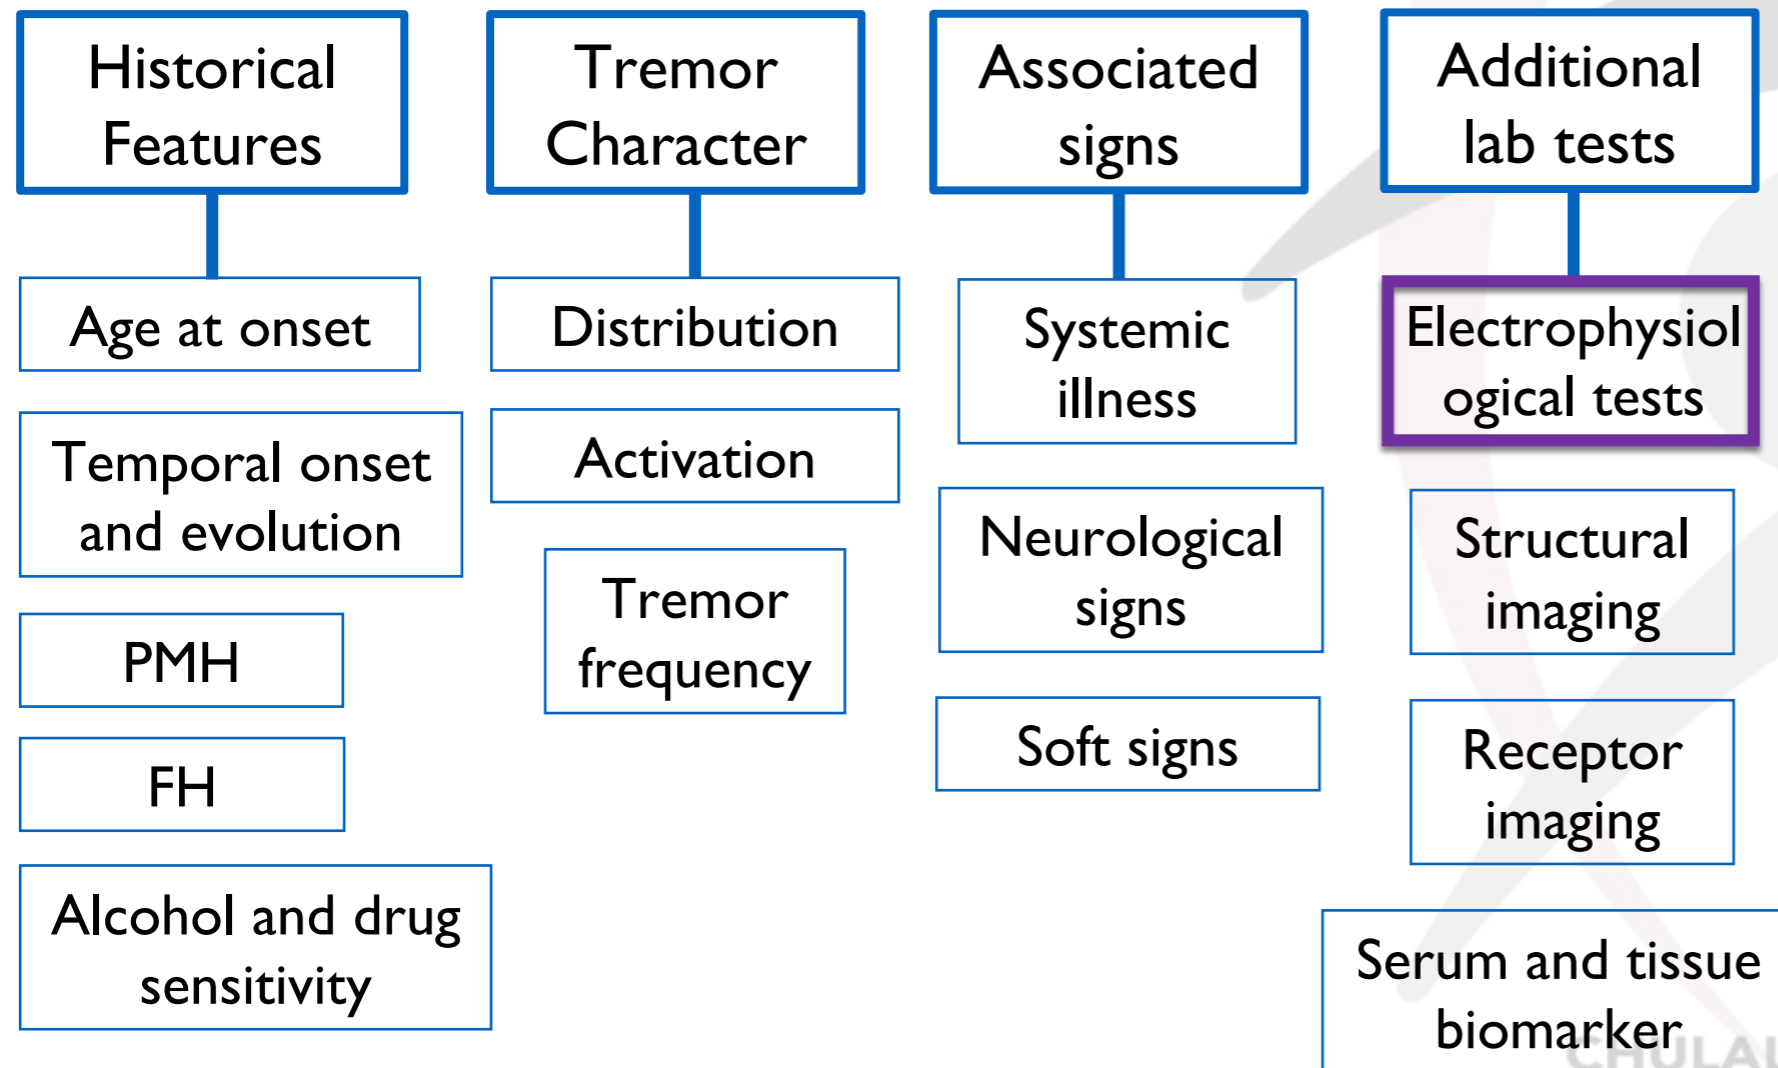 Historical
Features
Age at onset
Temporal onset
and evolution
PMH
FH
Alcohol and drug
sensitivity
Tremor
Character
Distribution
Activation
Tremor
frequency
Associated
signs
Systemic
illness
Neurological
signs
Soft signs
Additional
lab tests
Electrophysiol
ogical tests
Structural
imaging
Receptor
imaging
Serum and tissue
biomarker